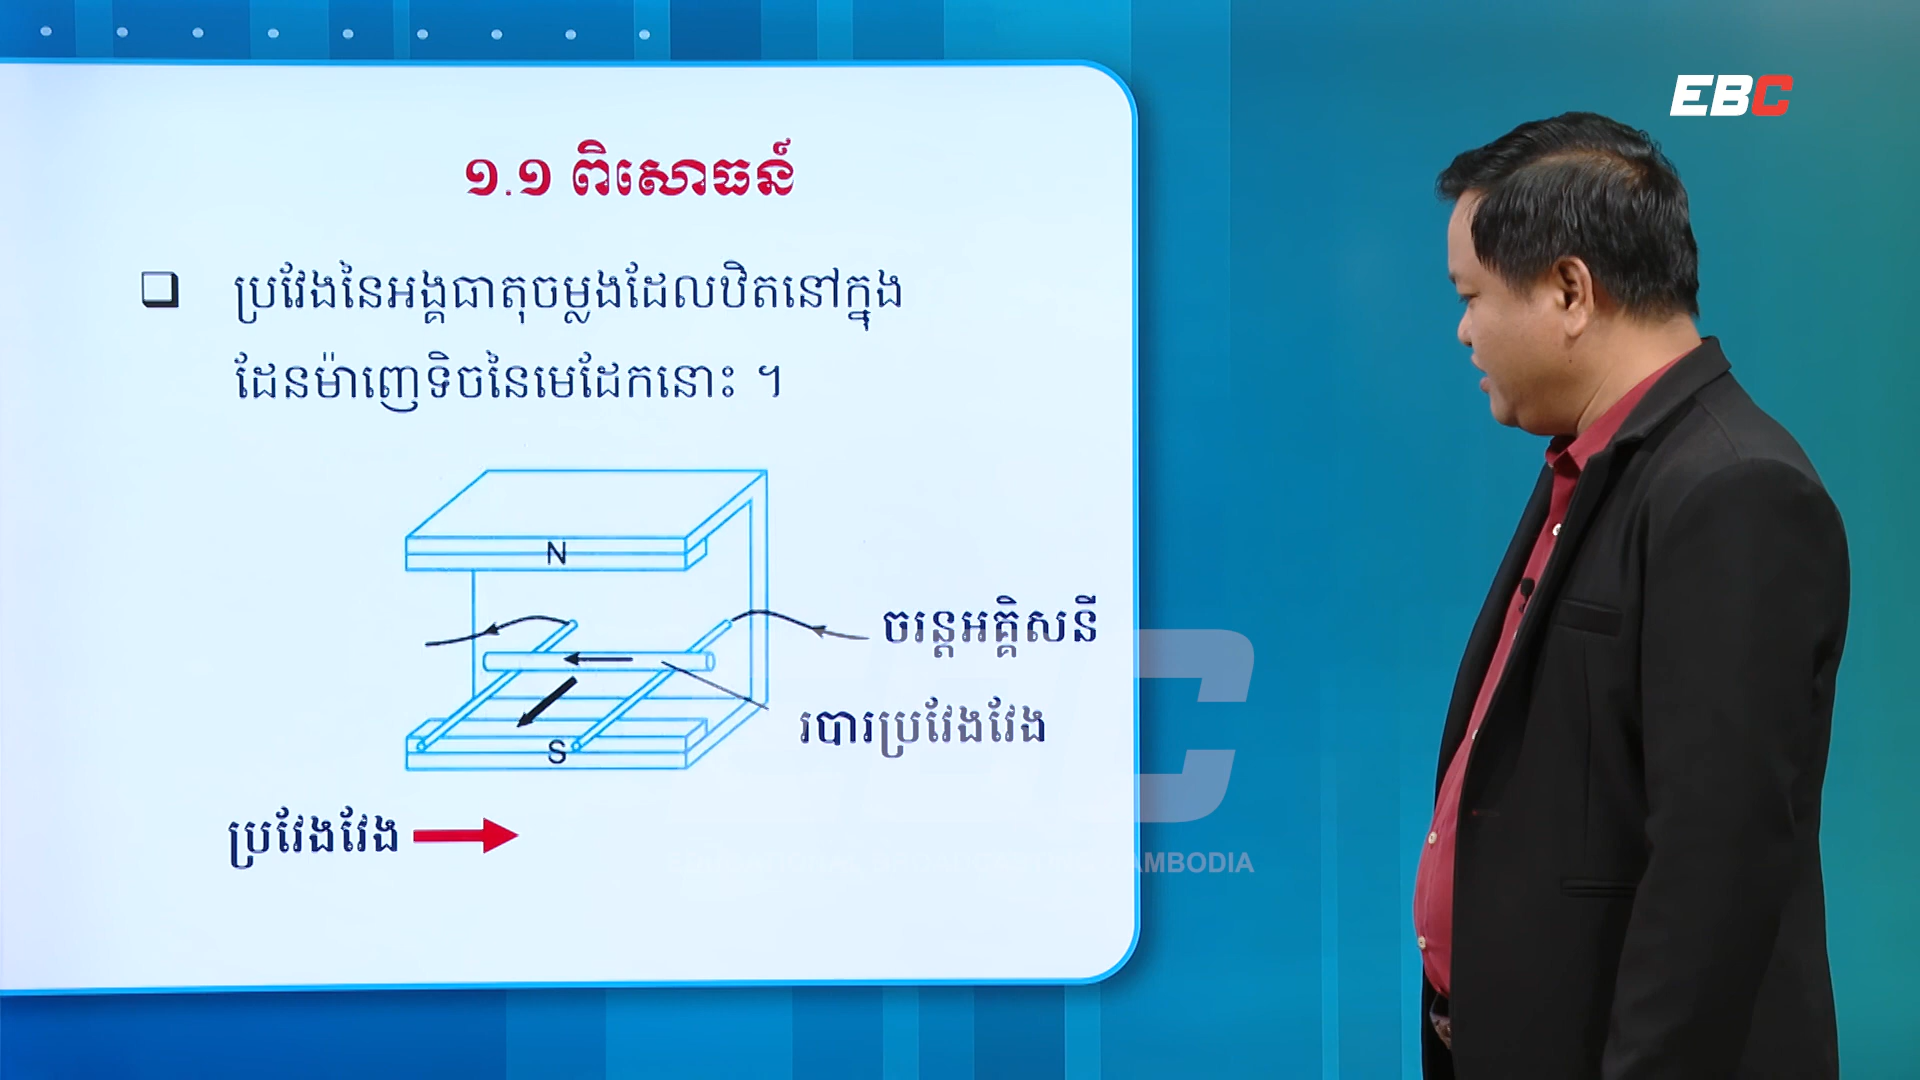 EBC
១.១ ពិសោធន៍
❑ ប្រវែងនៃអង្គធាតុចម្លងដែលឋិតនៅក្នុង
ដែនម៉ាញេទិចនៃមេដែកនោះ ។
N
ចរន្តអគ្គិសនី
របារប្រវែងវែង
S
ប្រវែងវែង
CAMBODIA